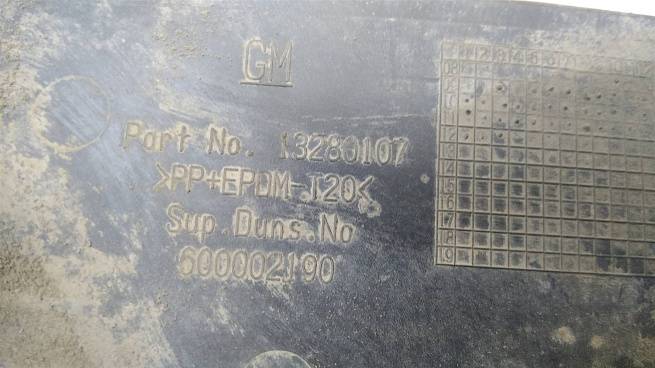 GM
Part No. 13280107
>PP+EPDM-T20<
Sup.Duns.No
600002190